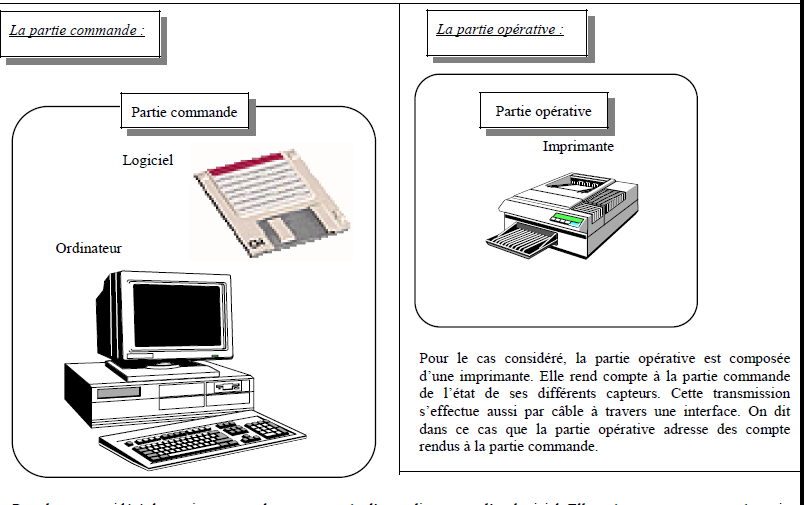 La partie commande :
Partie commande
Logiciel
Ordinateur
La partie opérative :
Partie opérative
Imprimante
Pour le cas considéré, la partie opérative est composée
d’une imprimante. Elle rend compte à la partie commande
de l’état de ses différents capteurs. Cette transmission
s’effectue aussi par câble à travers une interface. On dit
dans ce cas que la partie opérative adresse des compte
rendus à la partie commande.